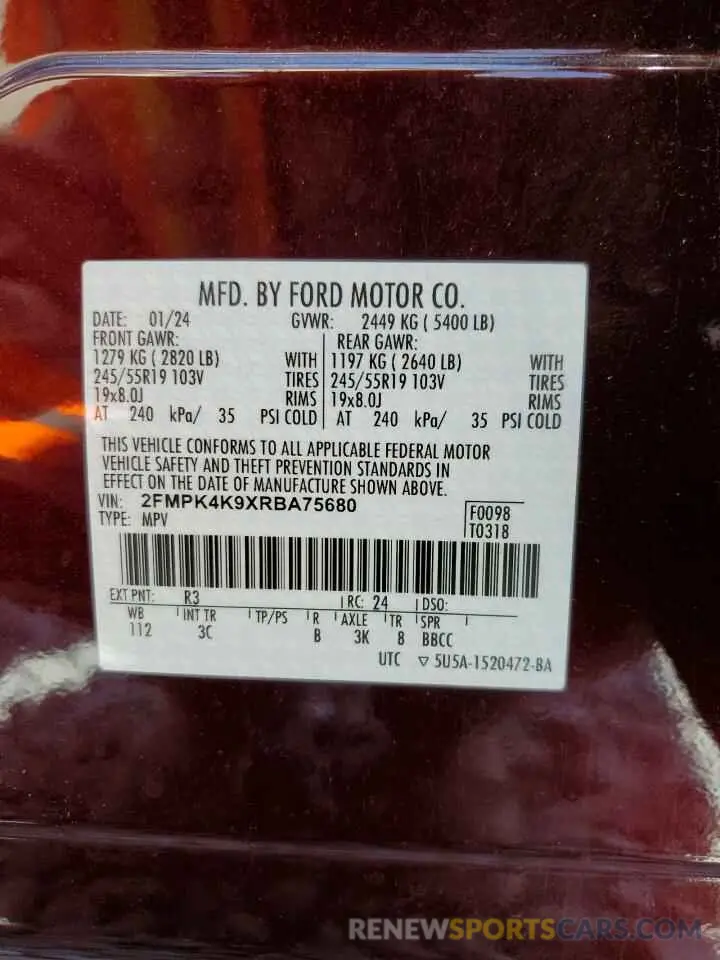 MFD. BY FORD MOTOR CO.
DATE: 01/24 GVWR: 2449 KG ( 5400 LB)
FRONT GAWR: REAR GAWR:
1279 KG ( 2820 LB) WITH 1197 KG ( 2640 LB) WITH
245/55R19 103V TIRES 245/55R19 103V TIRES
19x8.0J RIMS 19x8.0J RIMS
AT 240 kPa/ 35 PSI COLD AT 240 kPa/ 35 PSI COLD
THIS VEHICLE CONFORMS TO ALL APPLICABLE FEDERAL MOTOR
VEHICLE SAFETY AND THEFT PREVENTION STANDARDS IN
EFFECT ON THE DATE OF MANUFACTURE SHOWN ABOVE.
VIN: 2FMPK4K9XRBA75680 F0098
TYPE: MPV T0318
EXT PNT: R3 RC: 24 DSO:
WB INT TR TP/PS R AXLE TR SPR
112 3C B 3K 8 BBCC
UTC ▽ 5U5A-1520472-BA
RENEWSPORTSCARS.COM